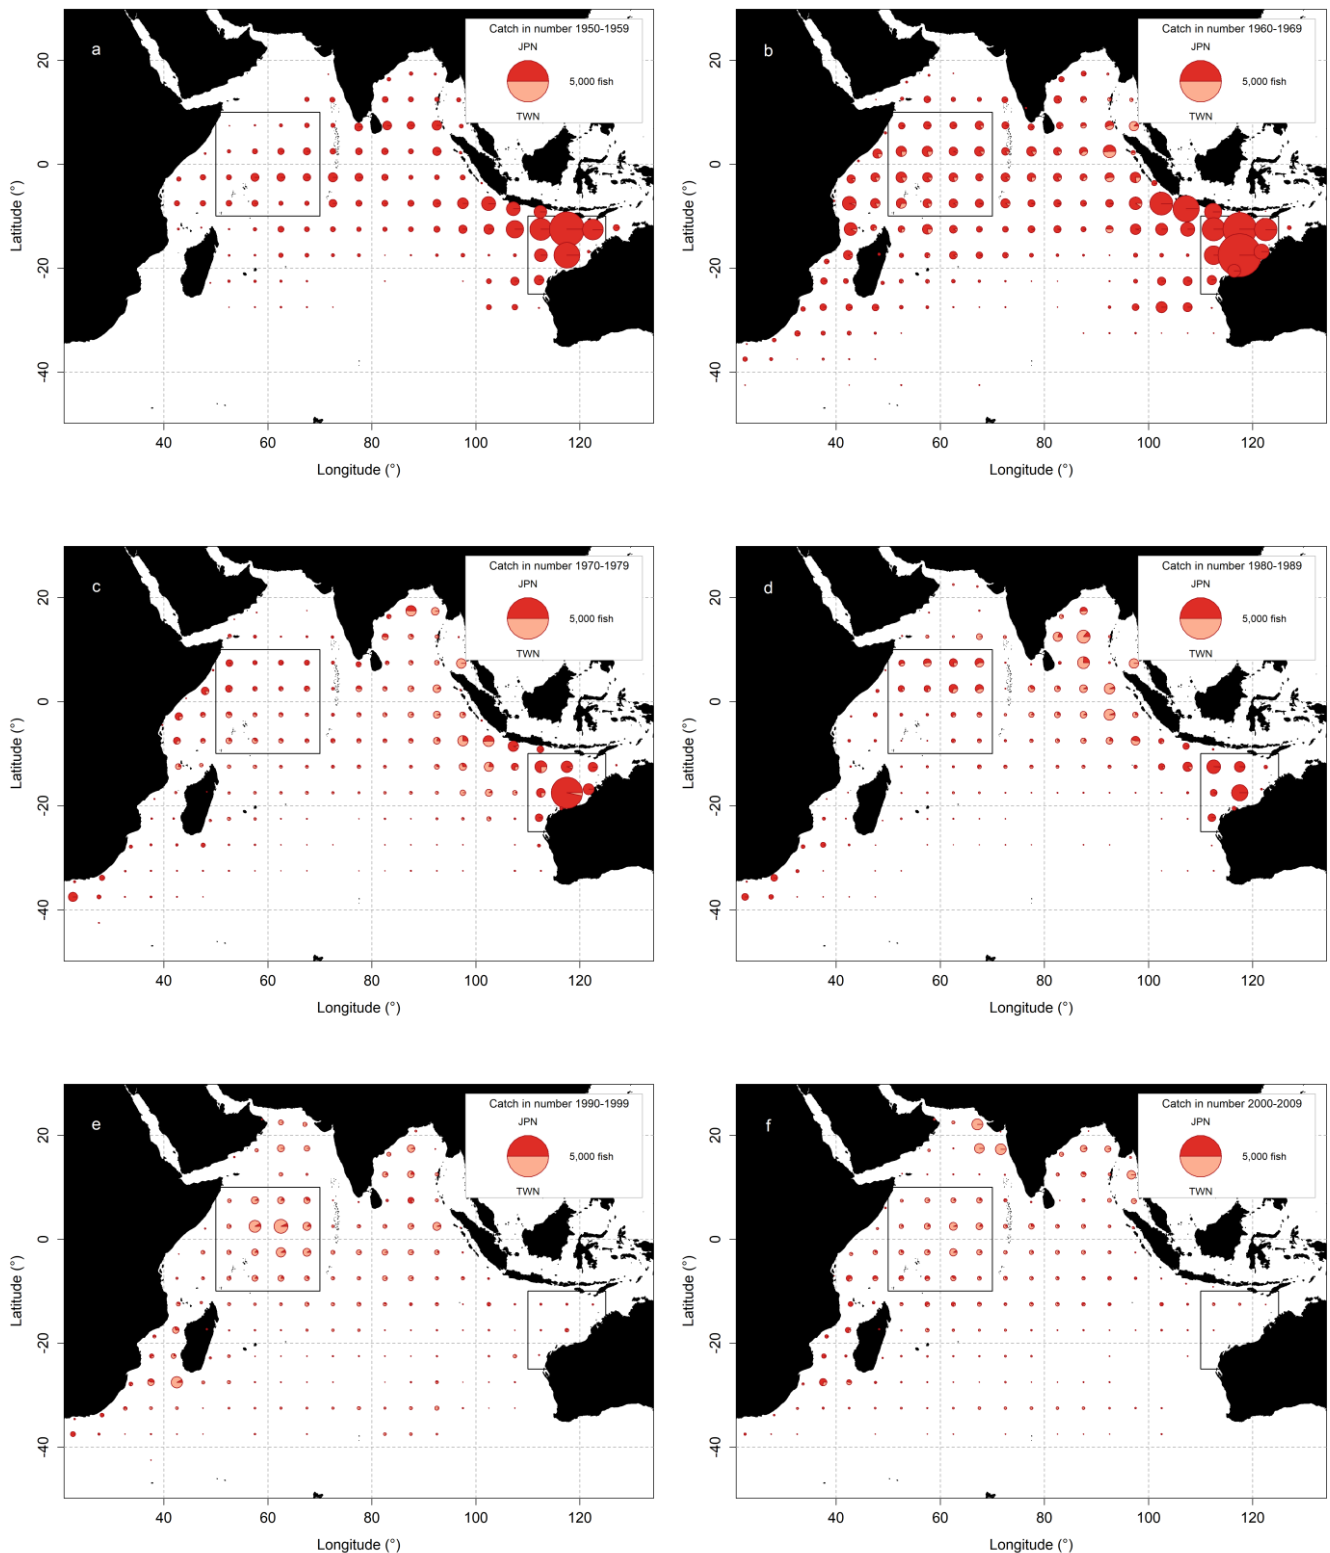 a
Catch in number 1950-1959
JPN
5,000 fish
TWN
20
0
-20
-40
Latitude (°)
40
60
80
100
120
Longitude (°)
b
Catch in number 1960-1969
JPN
5,000 fish
TWN
20
0
-20
-40
Latitude (°)
40
60
80
100
120
Longitude (°)
c
Catch in number 1970-1979
JPN
5,000 fish
TWN
20
0
-20
-40
Latitude (°)
40
60
80
100
120
Longitude (°)
d
Catch in number 1980-1989
JPN
5,000 fish
TWN
20
0
-20
-40
Latitude (°)
40
60
80
100
120
Longitude (°)
e
Catch in number 1990-1999
JPN
5,000 fish
TWN
20
0
-20
-40
Latitude (°)
40
60
80
100
120
Longitude (°)
f
Catch in number 2000-2009
JPN
5,000 fish
TWN
20
0
-20
-40
Latitude (°)
40
60
80
100
120
Longitude (°)